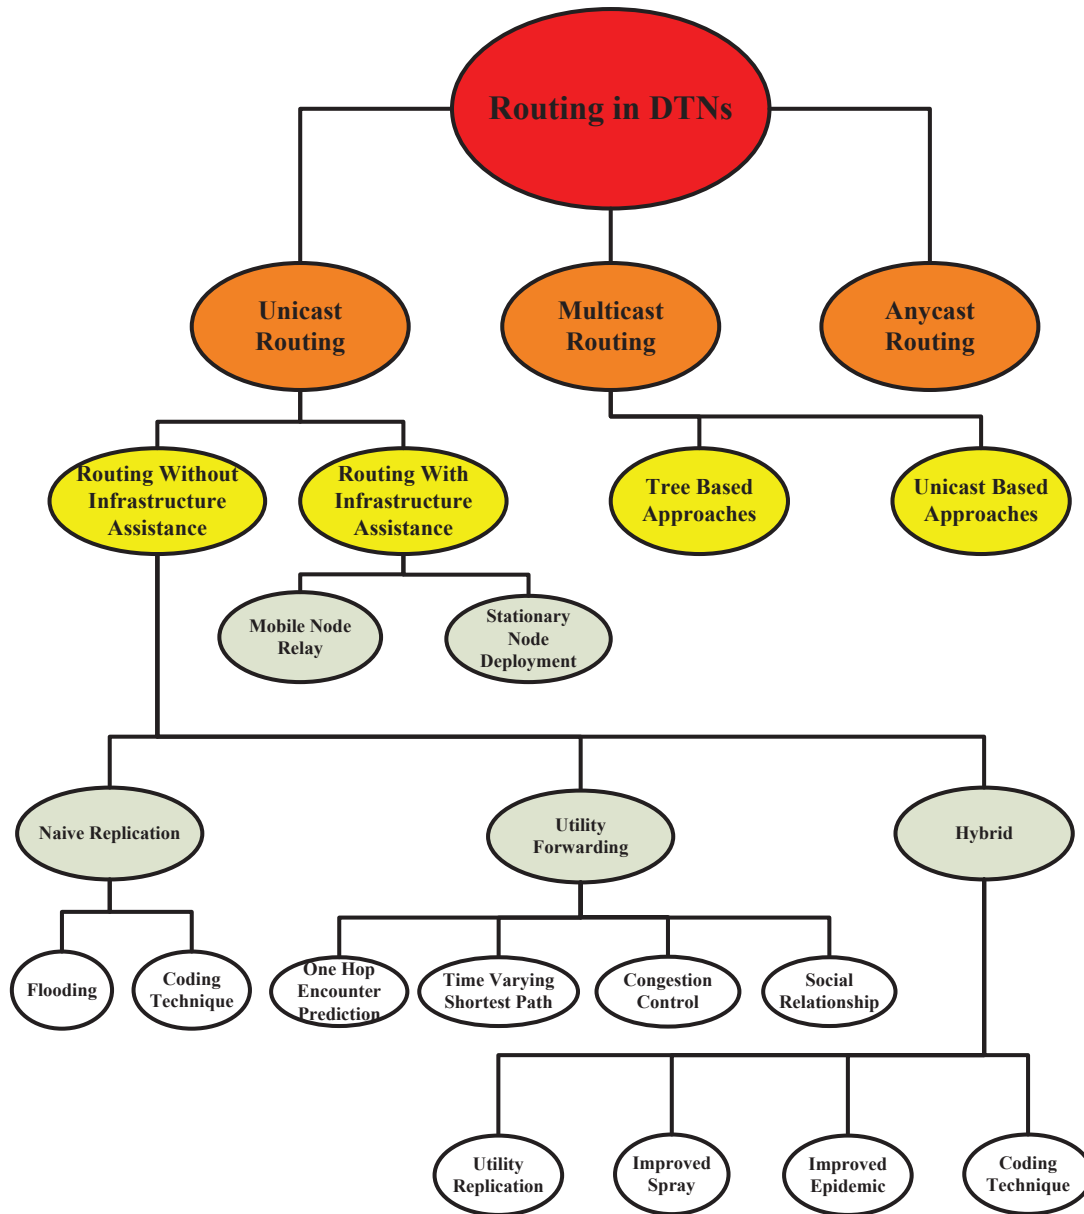 Routing in DTNs
Unicast
Routing
Multicast
Routing
Anycast
Routing
Routing Without
Infrastructure
Assistance
Routing With
Infrastructure
Assistance
Tree Based
Approaches
Unicast Based
Approaches
Mobile Node
Relay
Stationary
Node
Deployment
Naive Replication
Utility
Forwarding
Hybrid
Flooding
Coding
Technique
One Hop
Encounter
Prediction
Time Varying
Shortest Path
Congestion
Control
Social
Relationship
Utility
Replication
Improved
Spray
Improved
Epidemic
Coding
Technique